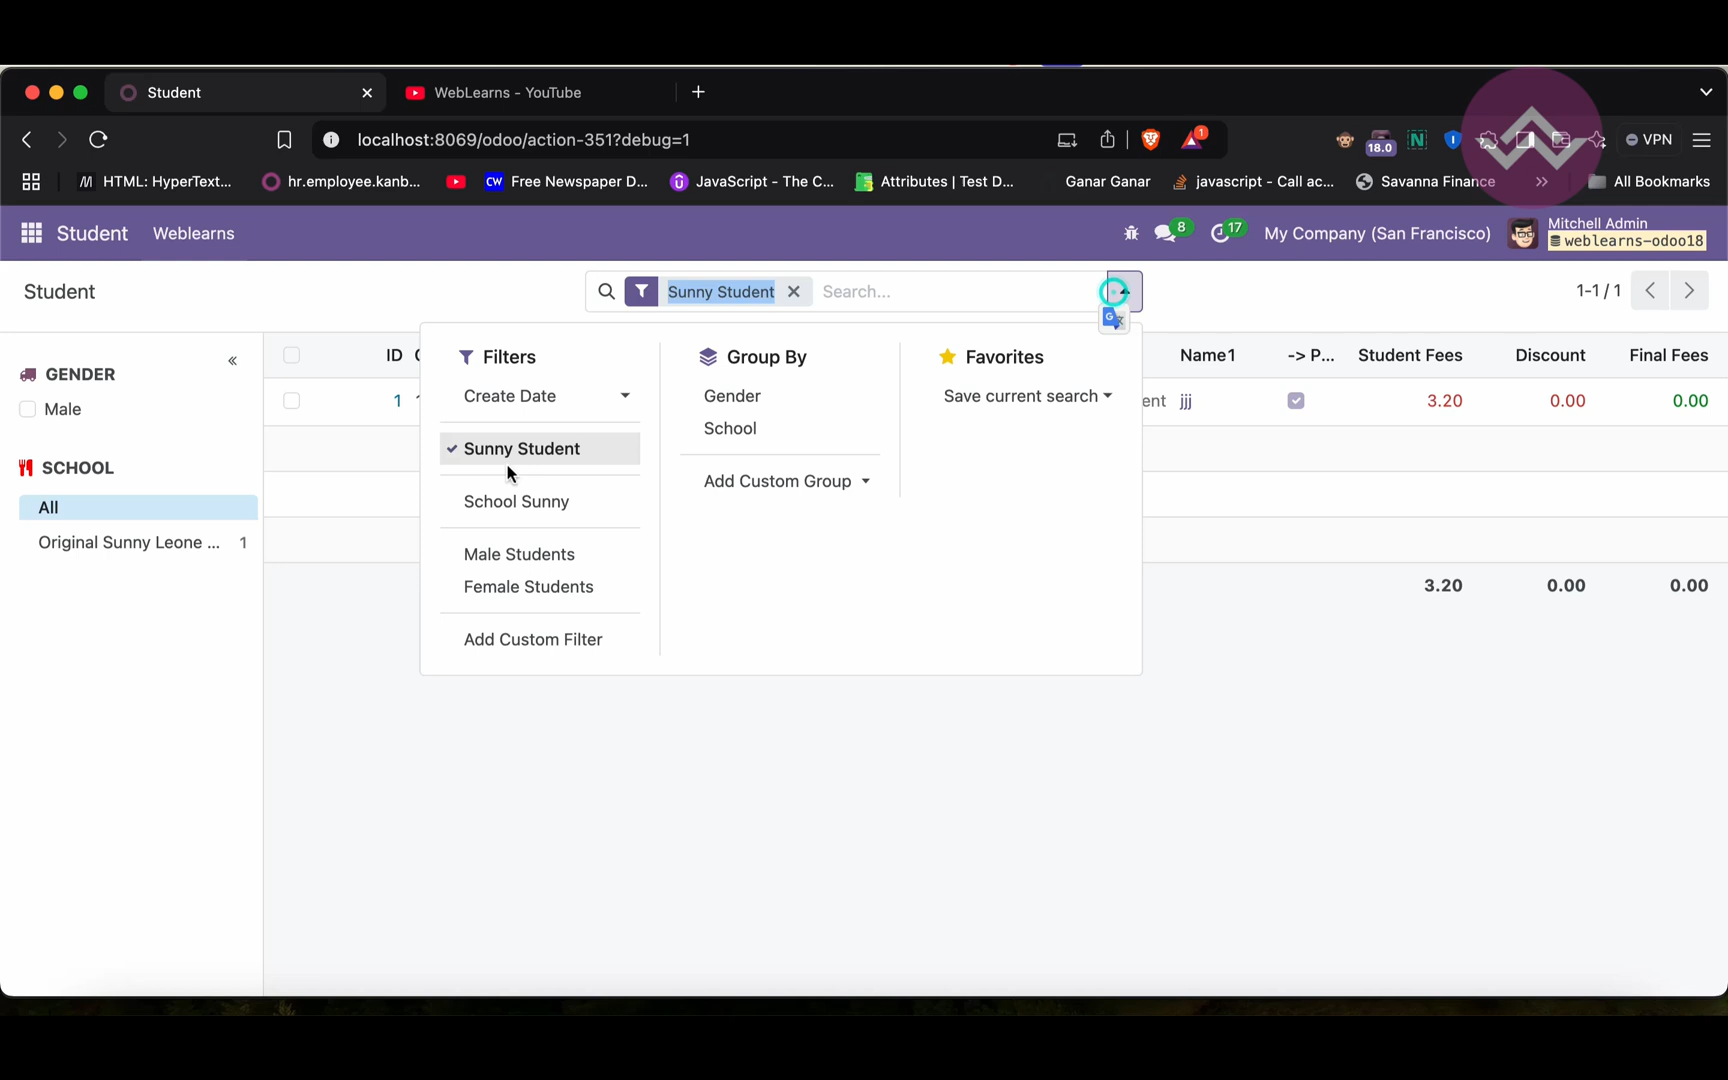 Student
WebLearns - YouTube
localhost:8069/odoo/action-351?debug=1
1
18.0
N
VPN
HTML: HyperText...
hr.employee.kanb...
CW Free Newspaper D...
JavaScript - The C...
Attributes | Test D...
Ganar Ganar
javascript - Call ac...
Savanna Finance
All Bookmarks
Student
Weblearns
8
17
My Company (San Francisco)
Mitchell Admin
weblearns-odoo18
Student
Sunny Student
Search...
1-1 / 1
GENDER
Male
SCHOOL
All
Original Sunny Leone ... 1
Filters
Create Date
Sunny Student
School Sunny
Male Students
Female Students
Add Custom Filter
Group By
Gender
School
Add Custom Group
Favorites
Save current search
ID
Name1 -> P... Student Fees Discount Final Fees
1
ent jjj 3.20 0.00 0.00
3.20 0.00 0.00